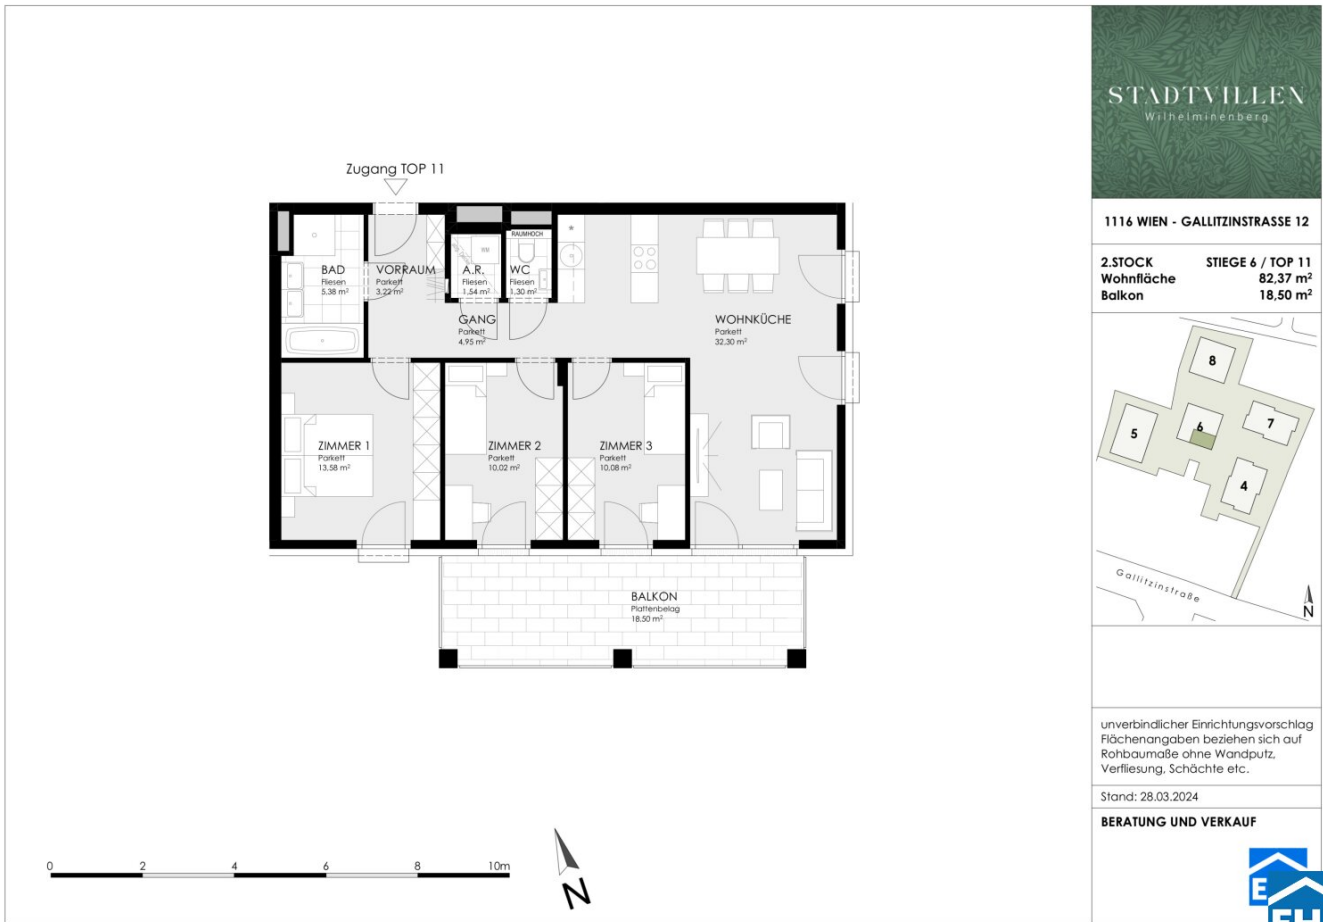 Zugang TOP 11
BAD
Fliesen
5,38 m²
VORRAUM
Parkett
3,22 m²
A.R.
Fliesen
1,54 m²
WM
RAUMHOCH
WC
Fliesen
1,30 m²
*
GANG
Parkett
4,95 m²
WOHNKÜCHE
Parkett
32,30 m²
ZIMMER 1
Parkett
13,58 m²
ZIMMER 2
Parkett
10,02 m²
ZIMMER 3
Parkett
10,08 m²
BALKON
Plattenbelag
18,50 m²
0 2 4 6 8 10m
N
STADTVILLEN
Wilhelminenberg
1116 WIEN - GALLITZINSTRASSE 12
2.STOCK STIEGE 6 / TOP 11
Wohnfläche 82,37 m²
Balkon 18,50 m²
8
5
6
7
4
Gallitzinstraße
N
unverbindlicher Einrichtungsvorschlag
Flächenangaben beziehen sich auf
Rohbaumaße ohne Wandputz,
Verfliesung, Schächte etc.
Stand: 28.03.2024
BERATUNG UND VERKAUF
E
EH